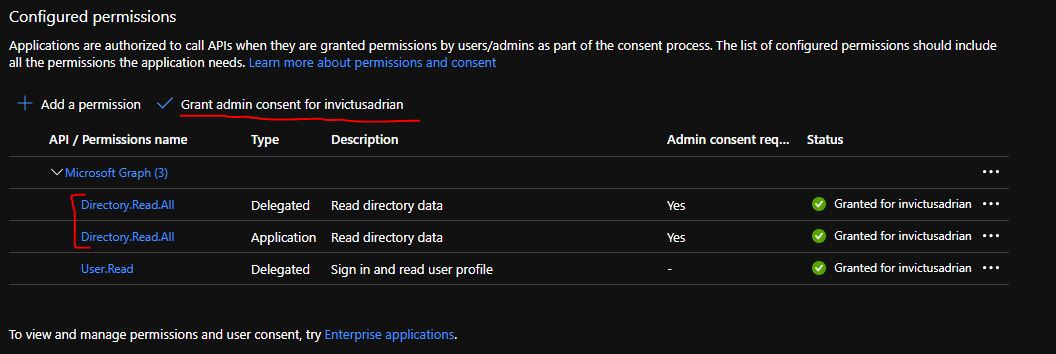 Configured permissions
Applications are authorized to call APIs when they are granted permissions by users/admins as part of the consent process. The list of configured permissions should include
all the permissions the application needs. Learn more about permissions and consent
Add a permission Grant admin consent for invictusadrian
API / Permissions name Type Description Admin consent req... Status
Microsoft Graph (3) ...
Directory.Read.All Delegated Read directory data Yes Granted for invictusadrian ...
Directory.Read.All Application Read directory data Yes Granted for invictusadrian ...
User.Read Delegated Sign in and read user profile - Granted for invictusadrian ...
To view and manage permissions and user consent, try Enterprise applications.